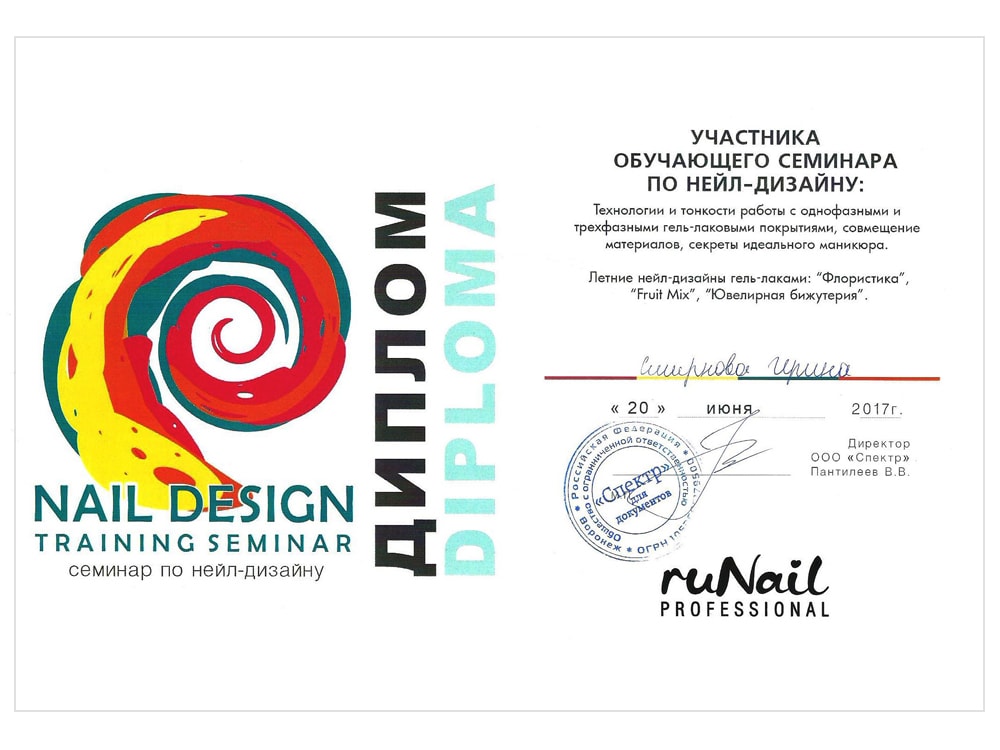 NAIL DESIGN
TRAINING SEMINAR
семинар по нейл-дизайну
ДИПЛОМ
DIPLOMA
УЧАСТНИКА
ОБУЧАЮЩЕГО СЕМИНАРА
ПО НЕЙЛ-ДИЗАЙНУ:
Технологии и тонкости работы с однофазными и
трехфазными гель-лаковыми покрытиями, совмещение
материалов, секреты идеального маникюра.
Летние нейл-дизайны гель-лаками: “Флористика”,
“Fruit Mix”, “Ювелирная бижутерия”.
Смирнова Ирина
« 20 » июня 2017г.
Директор
ООО «Спектр»
Пантилеев В.В.
Российская Федерация
Общество с ограниченной ответственностью
«Спектр»
для
документов
Воронеж * ОГРН
ruNail
PROFESSIONAL